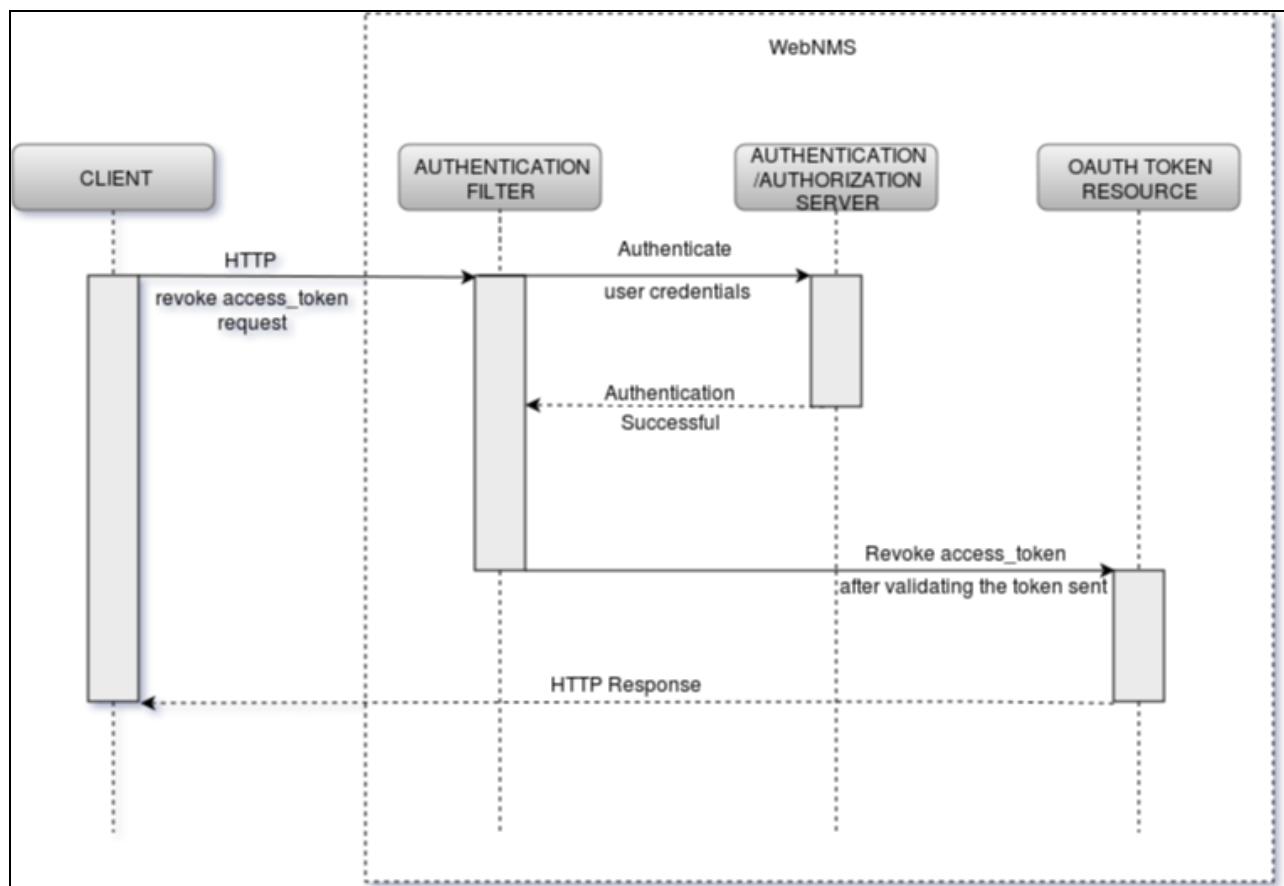 WebNMS
CLIENT
AUTHENTICATION
FILTER
AUTHENTICATION
/AUTHORIZATION
SERVER
OAUTH TOKEN
RESOURCE
HTTP
revoke access_token
request
Authenticate
user credentials
Authentication
Successful
Revoke access_token
after validating the token sent
HTTP Response